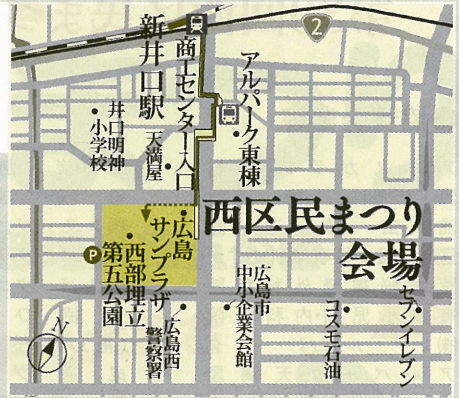 2
新井口駅
商工センター入口
アルパーク東棟
井口明神
小学校
天満屋
西区民まつり
会場
広島
サンプラザ
西部埋立
第五公園
P
広島西
警察署
広島市
中小企業会館
コスモ石油
セブンイレブン
N